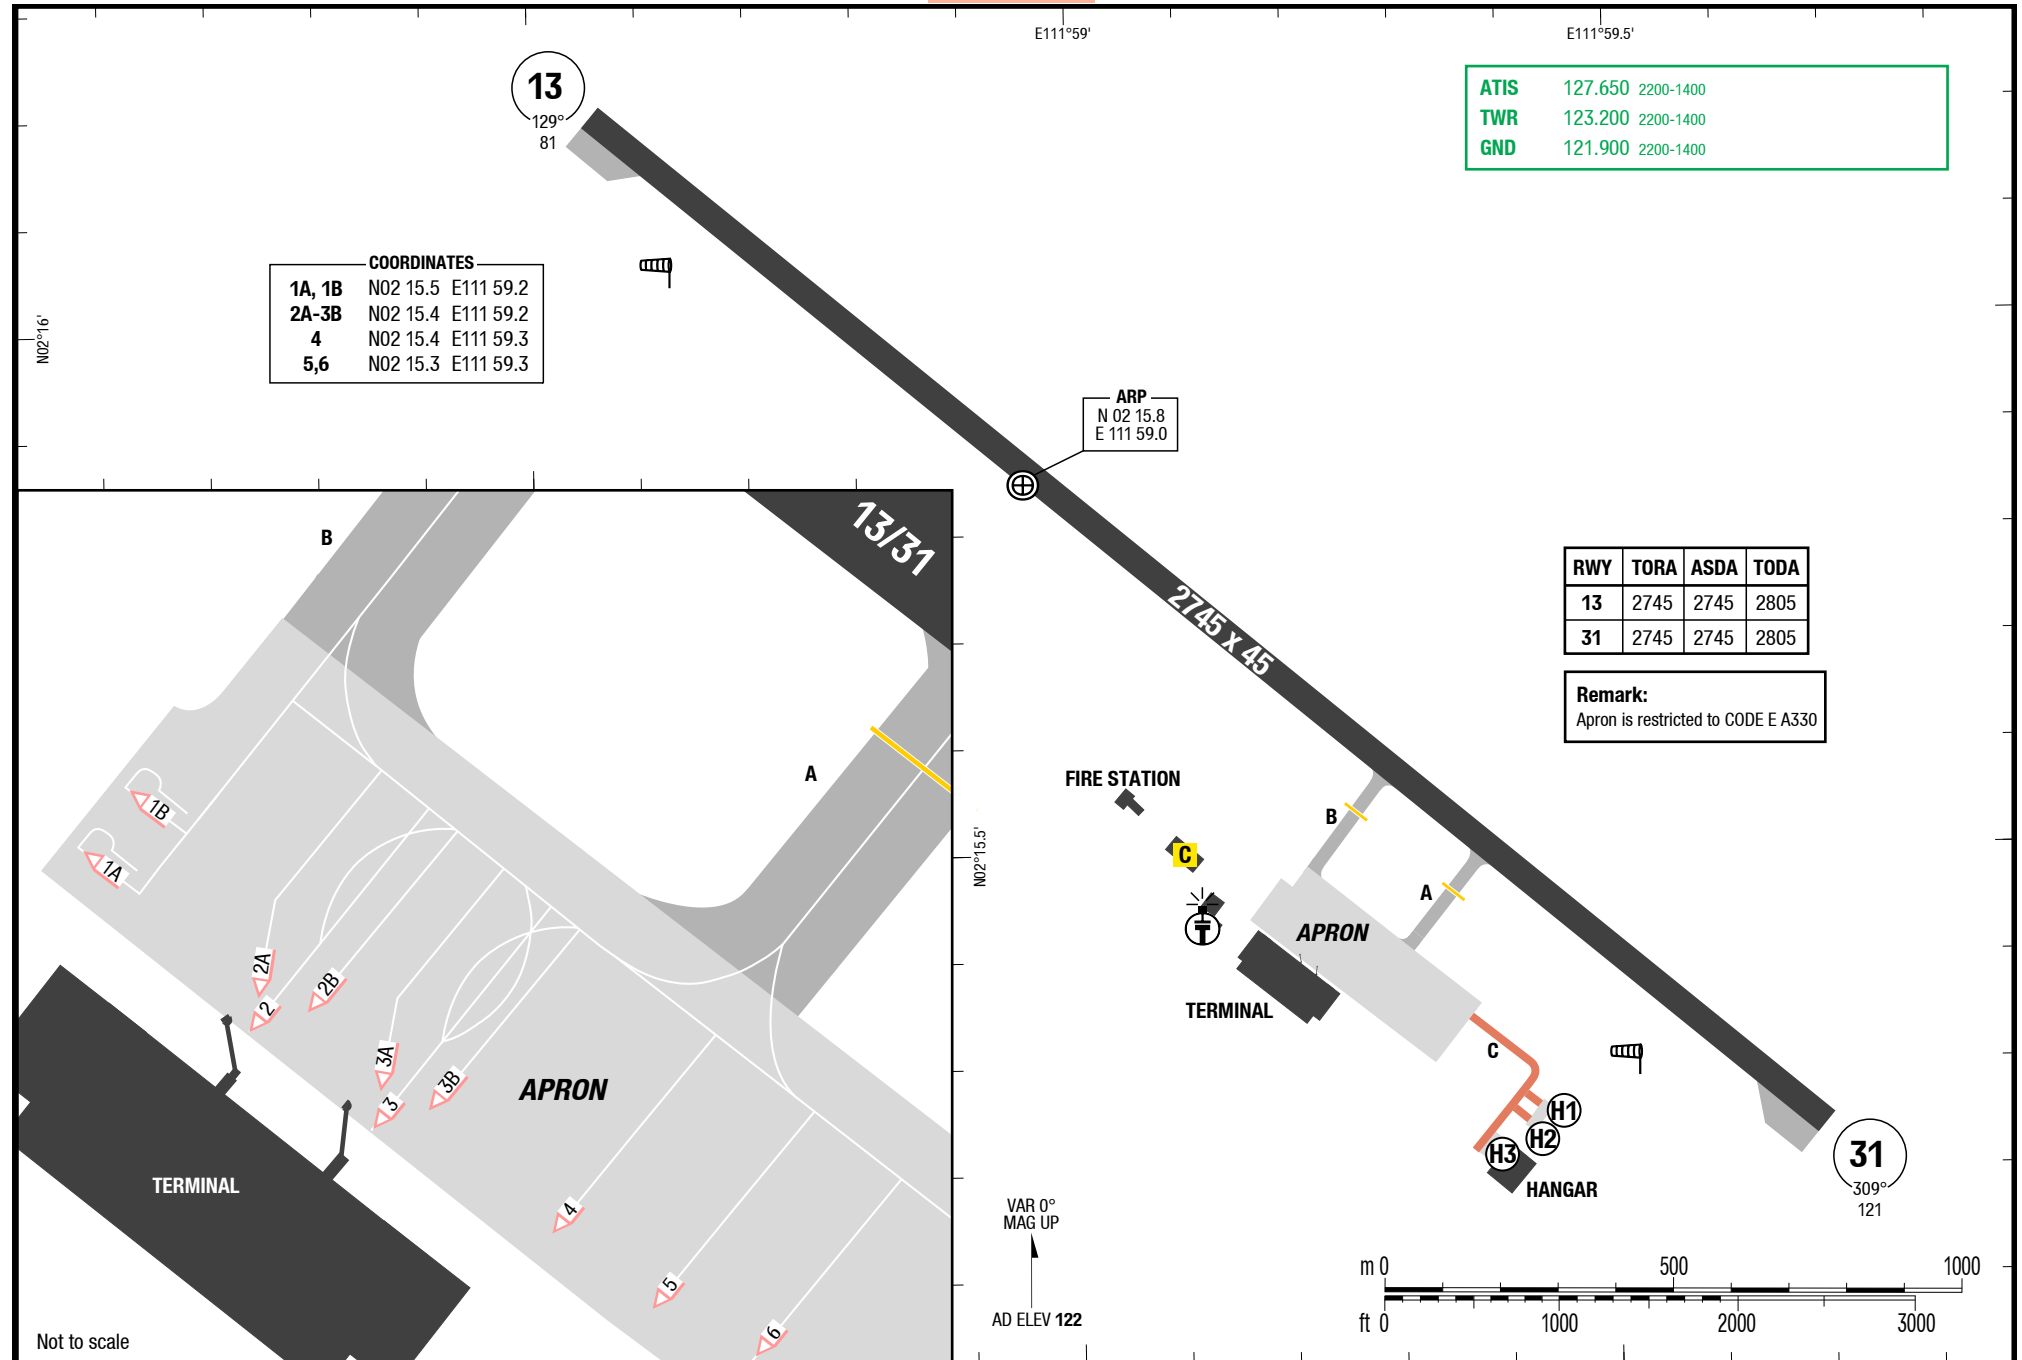 E111°59'
E111°59.5'
13
129°
81
ATIS 127.650 2200-1400
TWR 123.200 2200-1400
GND 121.900 2200-1400
COORDINATES
1A, 1B N02 15.5 E111 59.2
2A-3B N02 15.4 E111 59.2
4 N02 15.4 E111 59.3
5,6 N02 15.3 E111 59.3
N02°16'
ARP
N 02 15.8
E 111 59.0
B
13/31
A
2745 x 45
RWY TORA ASDA TODA
13 2745 2745 2805
31 2745 2745 2805
Remark:
Apron is restricted to CODE E A330
FIRE STATION
B
C
A
N02°15.5'
APRON
TERMINAL
C
H1
H2
H3
HANGAR
31
309°
121
1B
1A
2A
2B
2
3A
3B
3
APRON
4
5
6
TERMINAL
Not to scale
VAR 0°
MAG UP
AD ELEV 122
m 0 500 1000
ft 0 1000 2000 3000